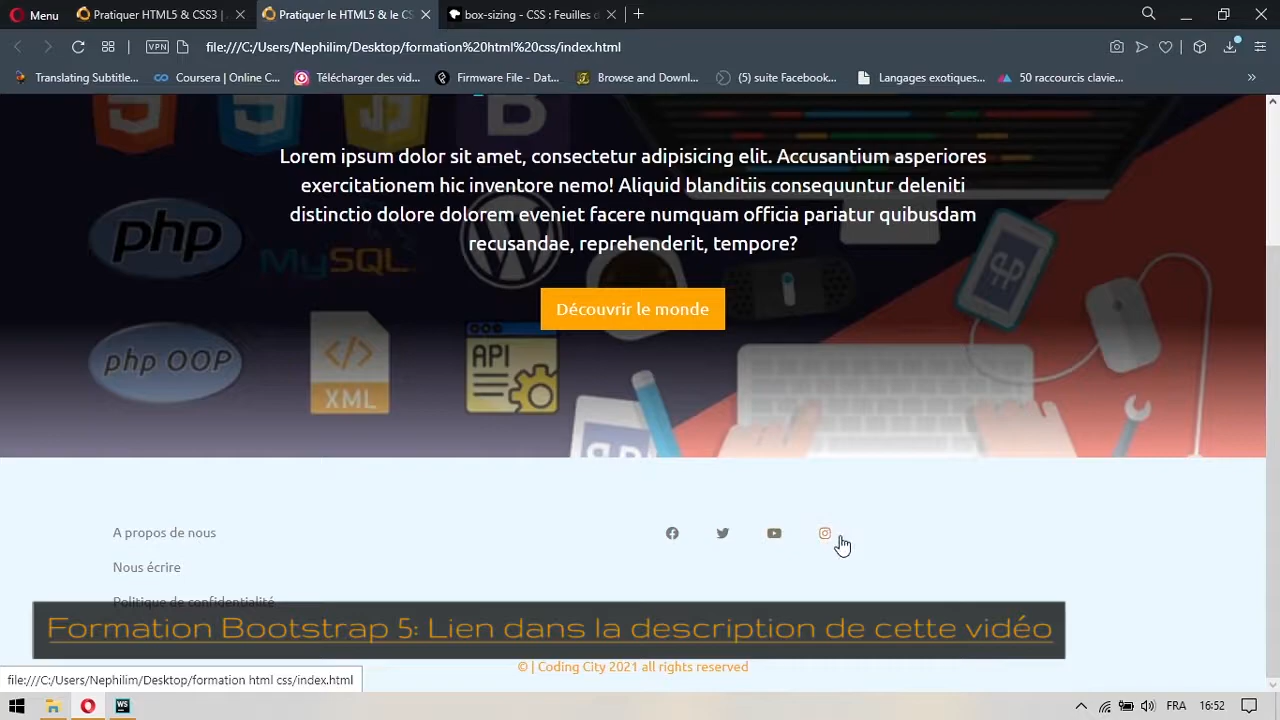 Menu
Pratiquer HTML5 & CSS3 |
Pratiquer le HTML5 & le CS
box-sizing - CSS : Feuilles d
VPN
file:///C:/Users/Nephilim/Desktop/formation%20html%20css/index.html
Translating Subtitle...
Coursera | Online C...
Télécharger des vid...
Firmware File - Dat...
Browse and Downl...
(5) suite Facebook...
Langages exotiques...
50 raccourcis clavie...
B
Lorem ipsum dolor sit amet, consectetur adipisicing elit. Accusantium asperiores
exercitationem hic inventore nemo! Aliquid blanditiis consequuntur deleniti
distinctio dolore dolorem eveniet facere numquam officia pariatur quibusdam
recusandae, reprehenderit, tempore?
php
MySQL
Découvrir le monde
php OOP
</>
XML
API
A propos de nous
Nous écrire
Politique de confidentialité
Formation Bootstrap 5: Lien dans la description de cette vidéo
© | Coding City 2021 all rights reserved
file:///C:/Users/Nephilim/Desktop/formation html css/index.html
WS
FRA
16:52